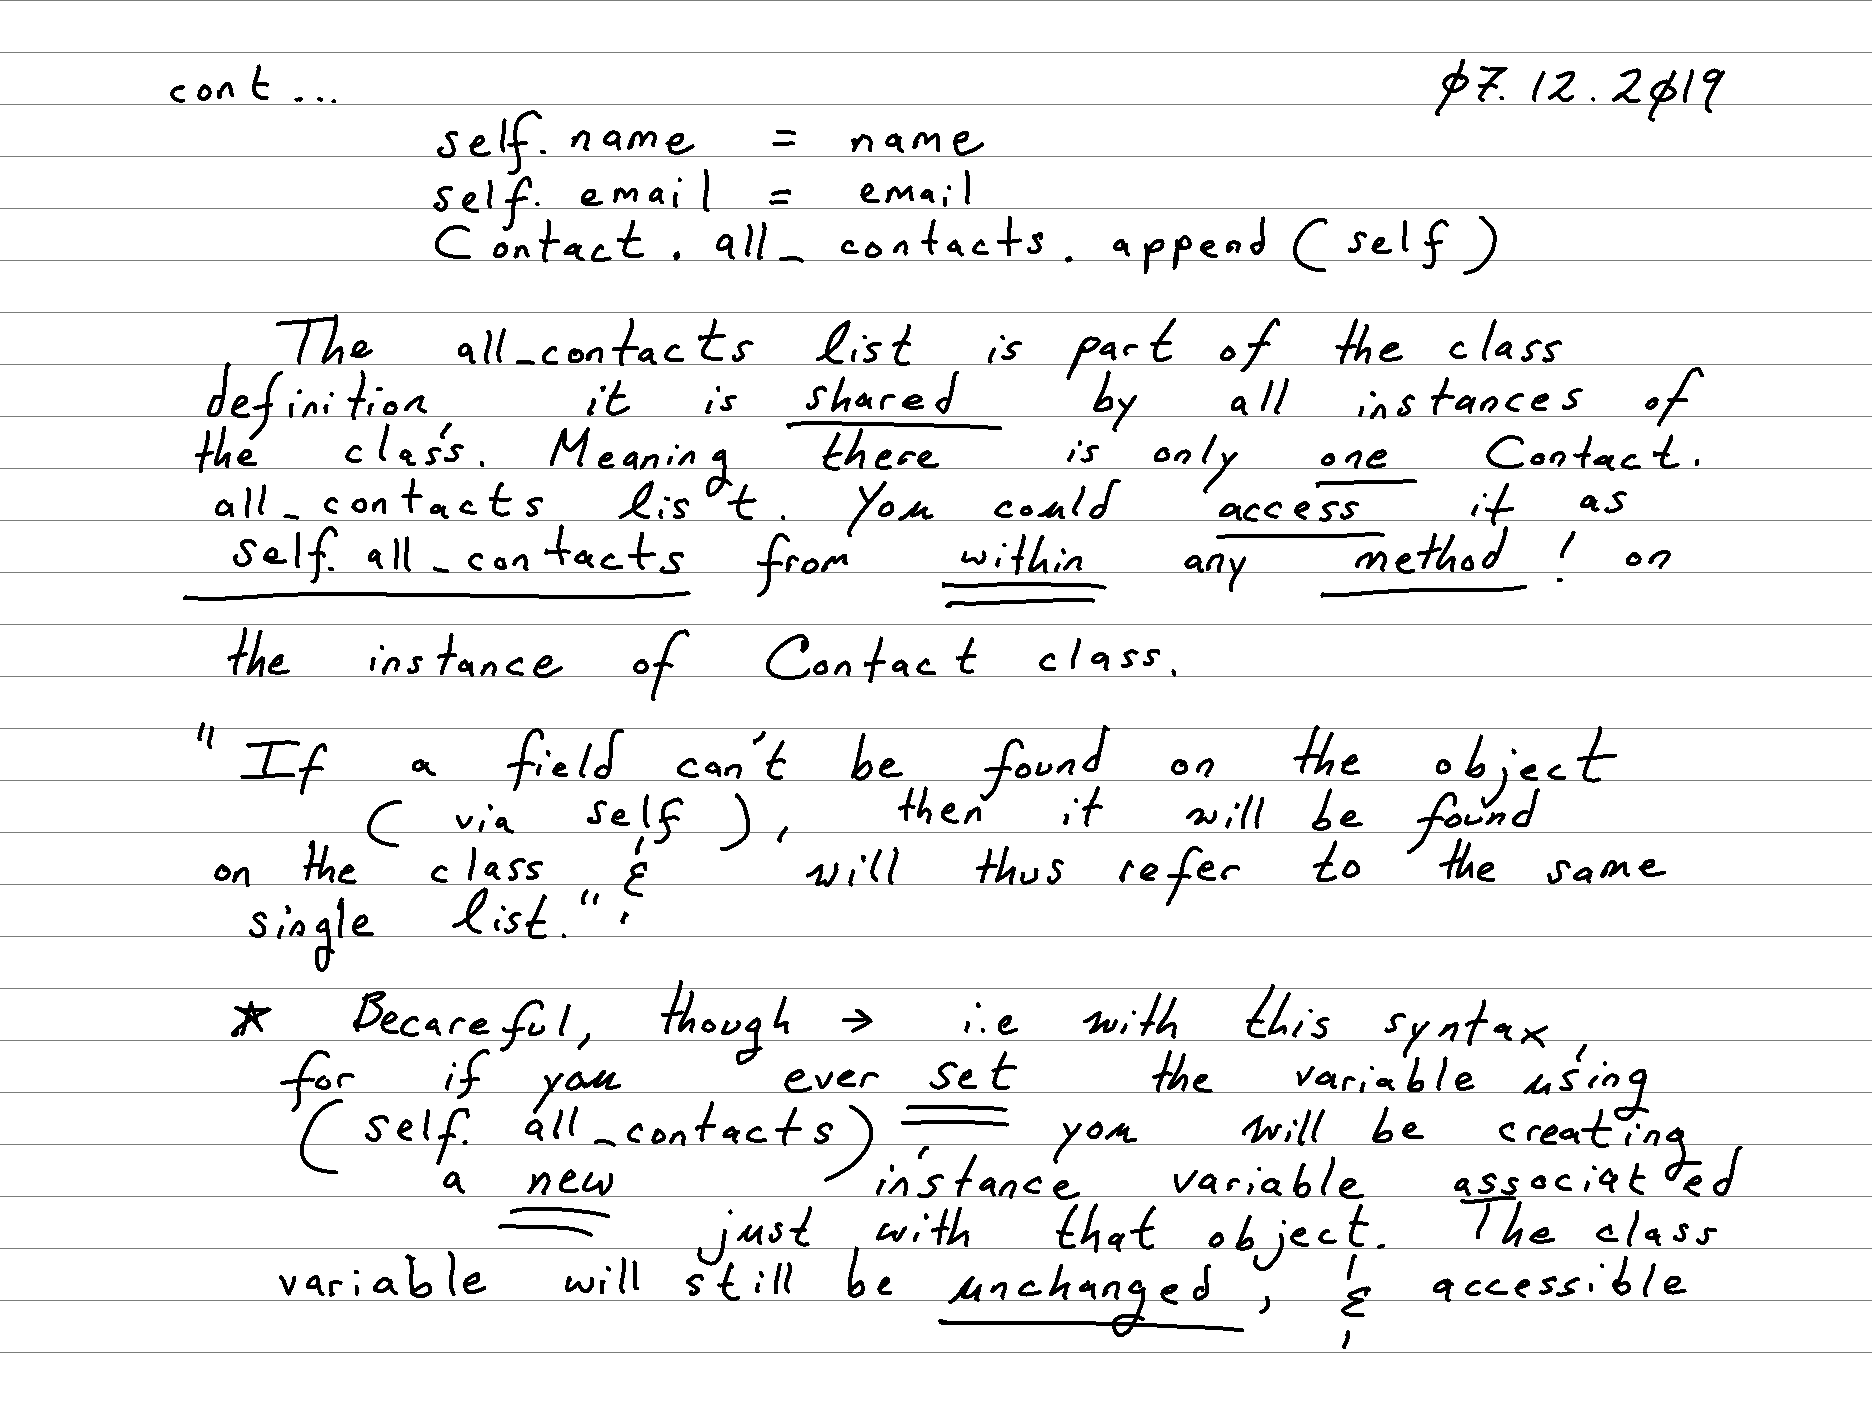 cont ... 07.12.2019
self. name = name
self. email = email
Contact. all_contacts. append (self)
The all_contacts list is part of the class
definition, it is shared by all instances of
the class. Meaning there is only one Contact.
all_contacts list. You could access it as
self. all_contacts from within any method! on
the instance of Contact class.
"If a field can't be found on the object
(via self), then it will be found
on the class & will thus refer to the same
single list."
* Becareful, though → i.e with this syntax,
for if you ever set the variable using
(self. all_contacts), you will be creating
a new instance variable associated
just with that object. The class
variable will still be unchanged, & accessible